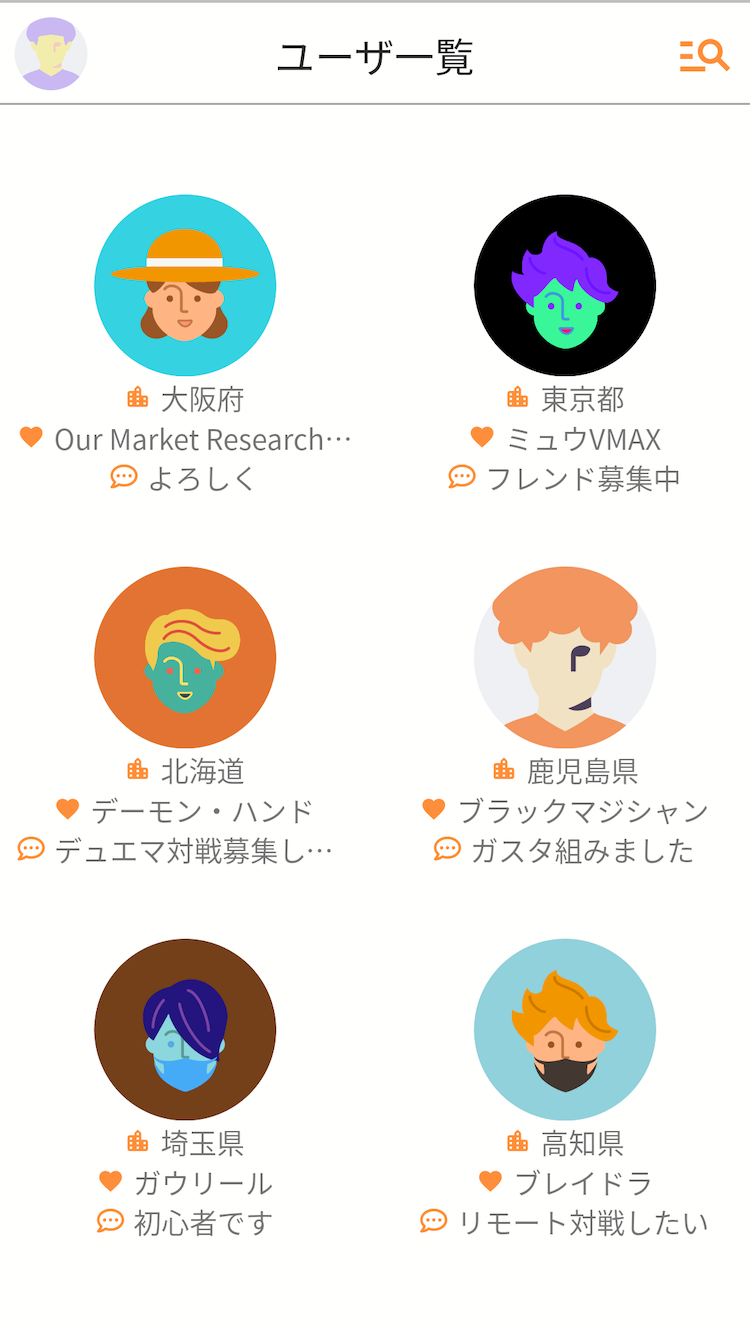 ユーザー覧
大阪府
Our Market Research…
よろしく
東京都
ミュウVMAX
フレンド募集中
北海道
デーモン・ハンド
デュエマ対戦募集し…
鹿児島県
ブラックマジシャン
ガスタ組みました
埼玉県
ガウリール
初心者です
高知県
ブレイドラ
リモート対戦したい